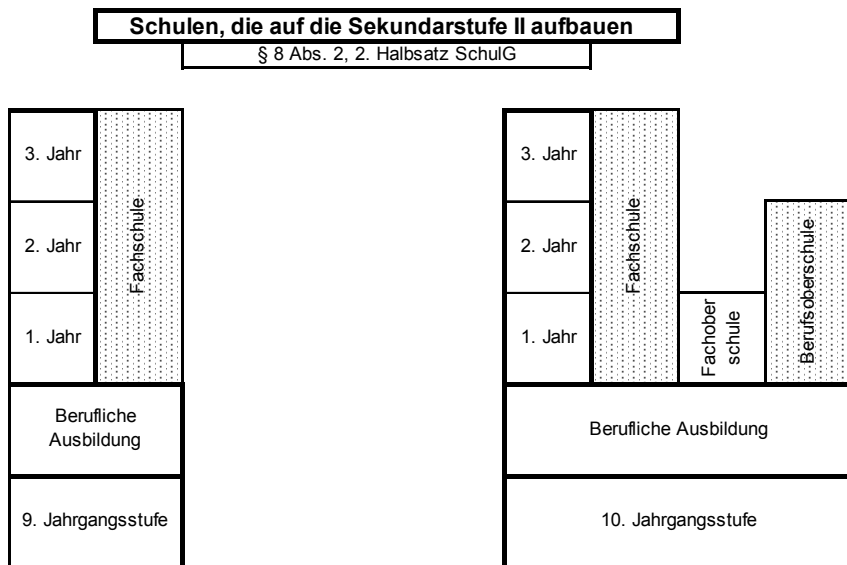 Schulen, die auf die Sekundarstufe II aufbauen
§ 8 Abs. 2, 2. Halbsatz SchulG
3. Jahr
2. Jahr
1. Jahr
Fachschule
Berufliche
Ausbildung
9. Jahrgangsstufe
3. Jahr
2. Jahr
1. Jahr
Fachschule
Fachober
schule
Berufsoberschule
Berufliche Ausbildung
10. Jahrgangsstufe